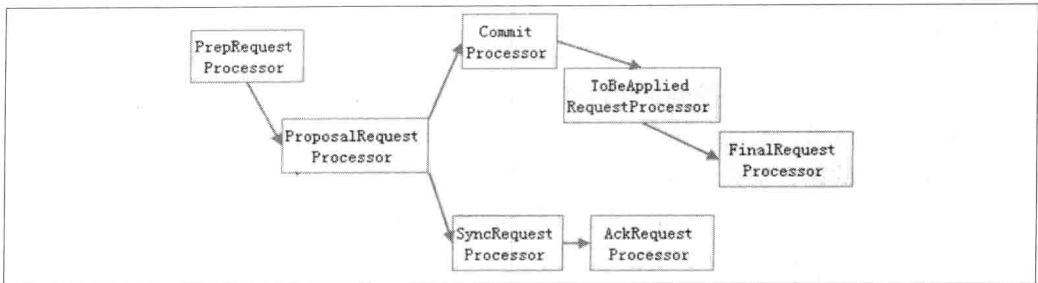 PrepRequest
Processor
ProposalRequest
Processor
Commit
Processor
ToBeApplied
RequestProcessor
FinalRequest
Processor
SyncRequest
Processor
AckRequest
Processor